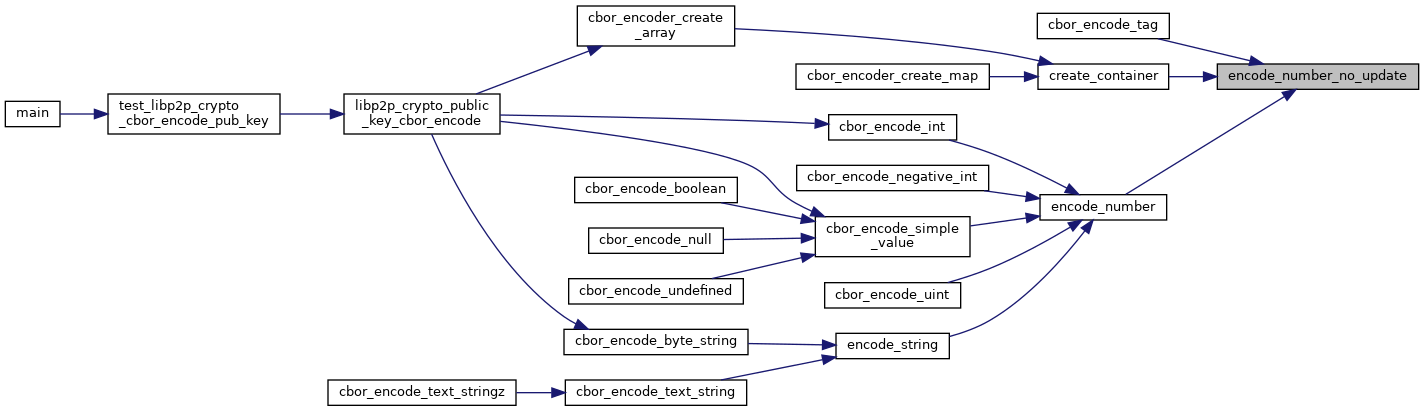 cbor_encoder_create
_array
cbor_encode_tag
cbor_encoder_create_map
create_container
encode_number_no_update
main
test_libp2p_crypto
_cbor_encode_pub_key
libp2p_crypto_public
_key_cbor_encode
cbor_encode_int
cbor_encode_negative_int
cbor_encode_boolean
encode_number
cbor_encode_simple
_value
cbor_encode_null
cbor_encode_undefined
cbor_encode_uint
cbor_encode_byte_string
encode_string
cbor_encode_text_stringz
cbor_encode_text_string